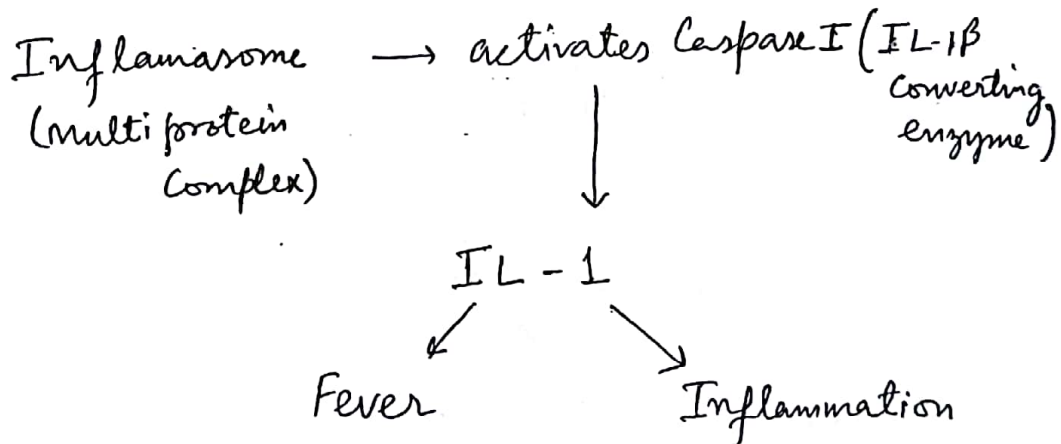 Inflamasome → activates Caspase I (IL-1β
converting
enzyme)
(multi protein
complex)
IL - 1
Fever
Inflammation